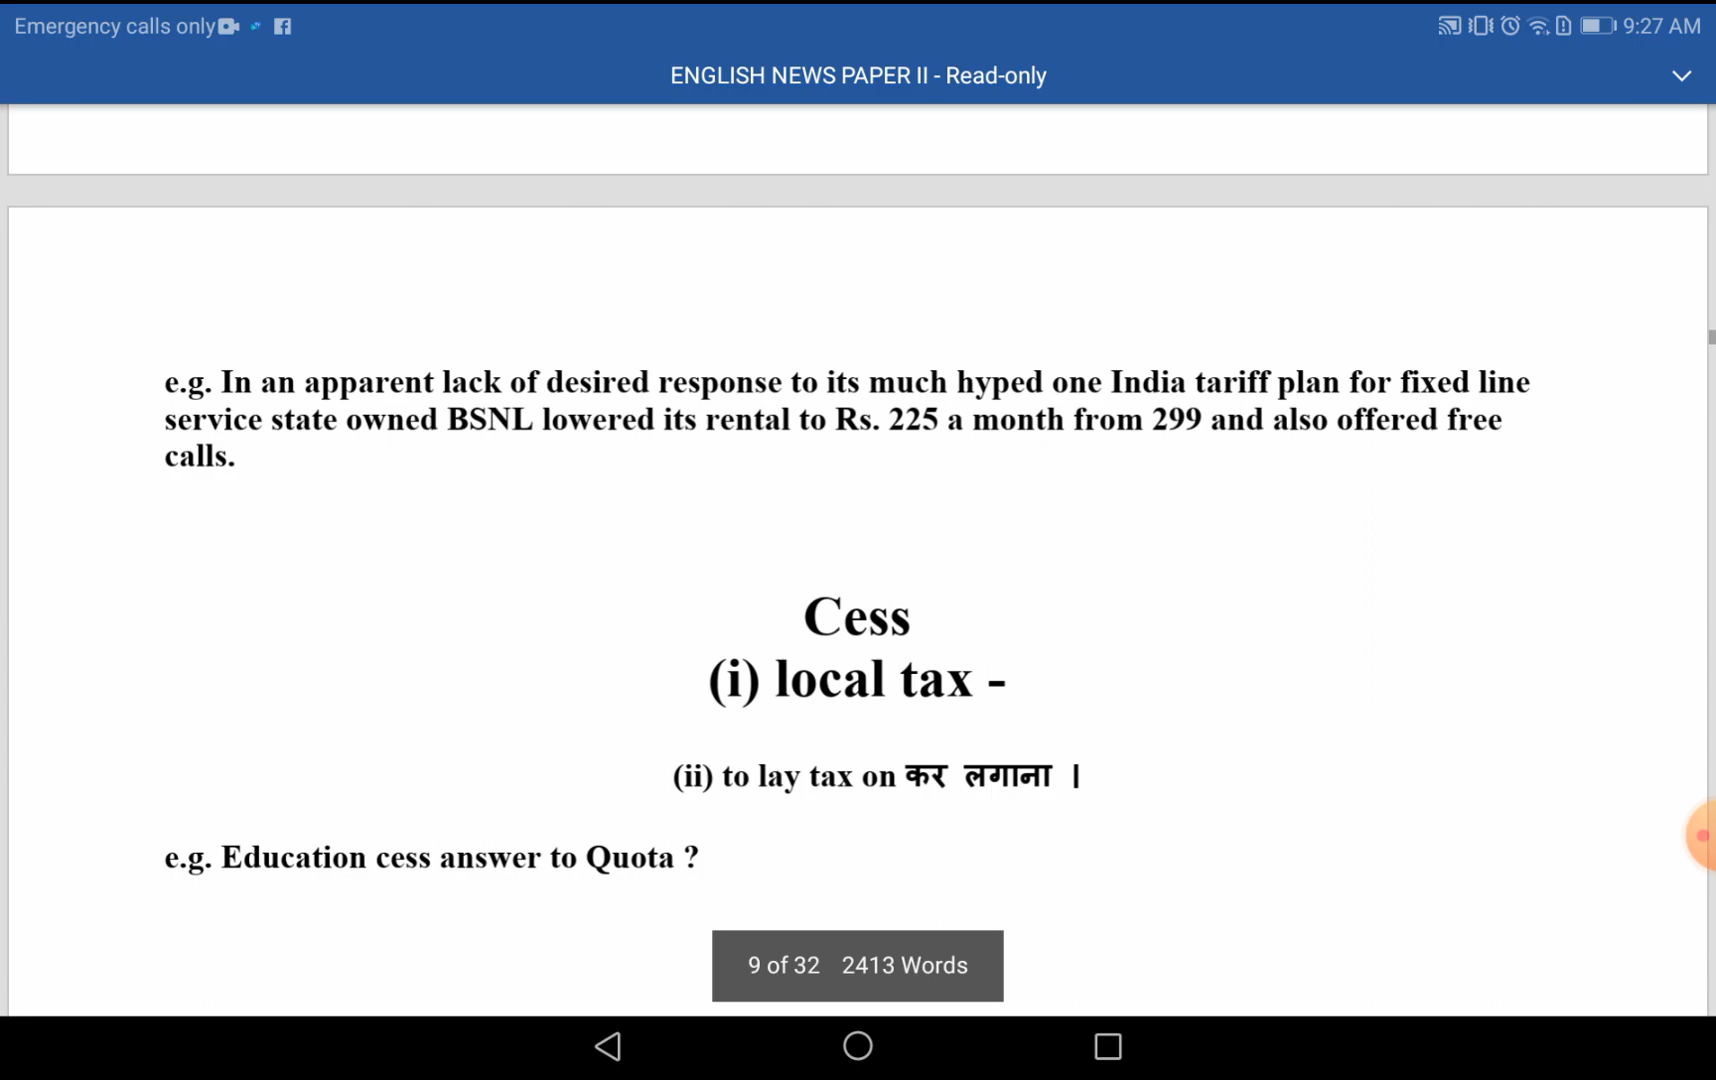 Emergency calls only 9:27 AM
ENGLISH NEWS PAPER II - Read-only
e.g. In an apparent lack of desired response to its much hyped one India tariff plan for fixed line
service state owned BSNL lowered its rental to Rs. 225 a month from 299 and also offered free
calls.
Cess
(i) local tax -
(ii) to lay tax on कर लगाना ।
e.g. Education cess answer to Quota ?
9 of 32 2413 Words